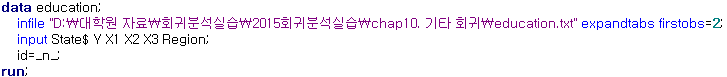 data education;
infile "D:￦대학원 자료￦회귀분석실습￦2015회귀분석실습￦chap10. 기타 회귀￦education.txt" expandtabs firstobs=2;
input State$ Y X1 X2 X3 Region;
id=_n_;
run;